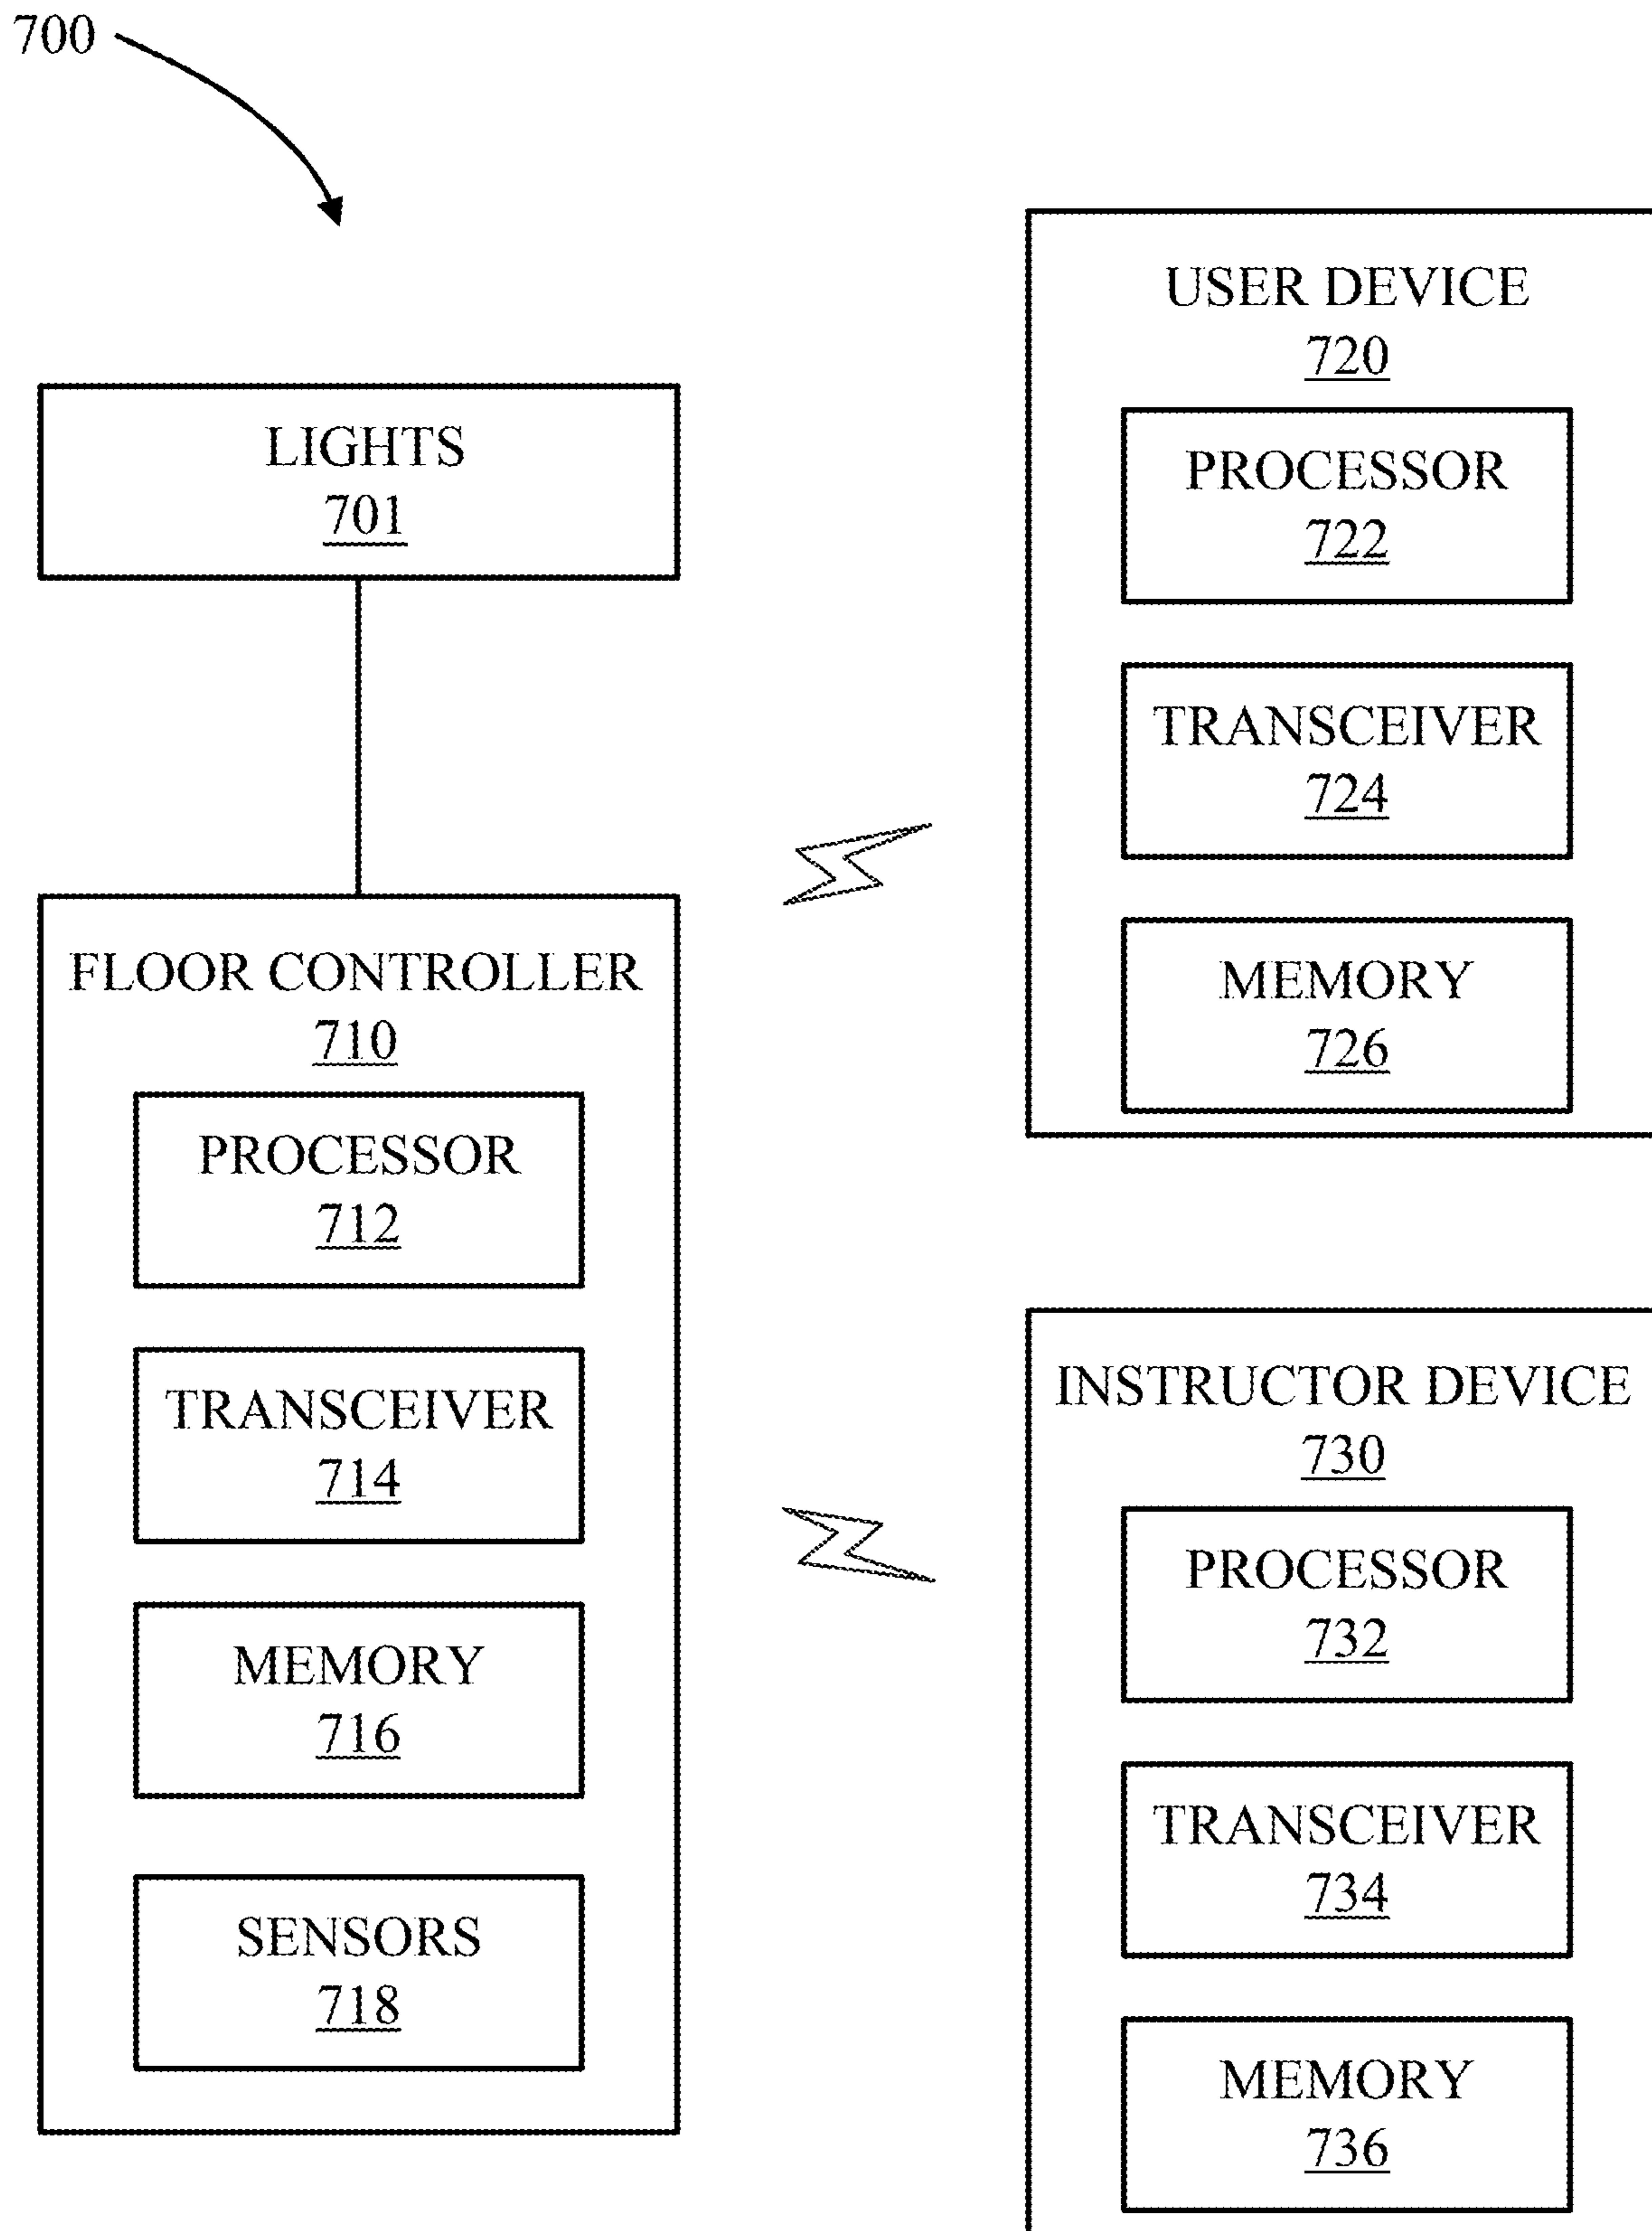 700
LIGHTS
701
FLOOR CONTROLLER
710
PROCESSOR
712
TRANSCEIVER
714
MEMORY
716
SENSORS
718
USER DEVICE
720
PROCESSOR
722
TRANSCEIVER
724
MEMORY
726
INSTRUCTOR DEVICE
730
PROCESSOR
732
TRANSCEIVER
734
MEMORY
736